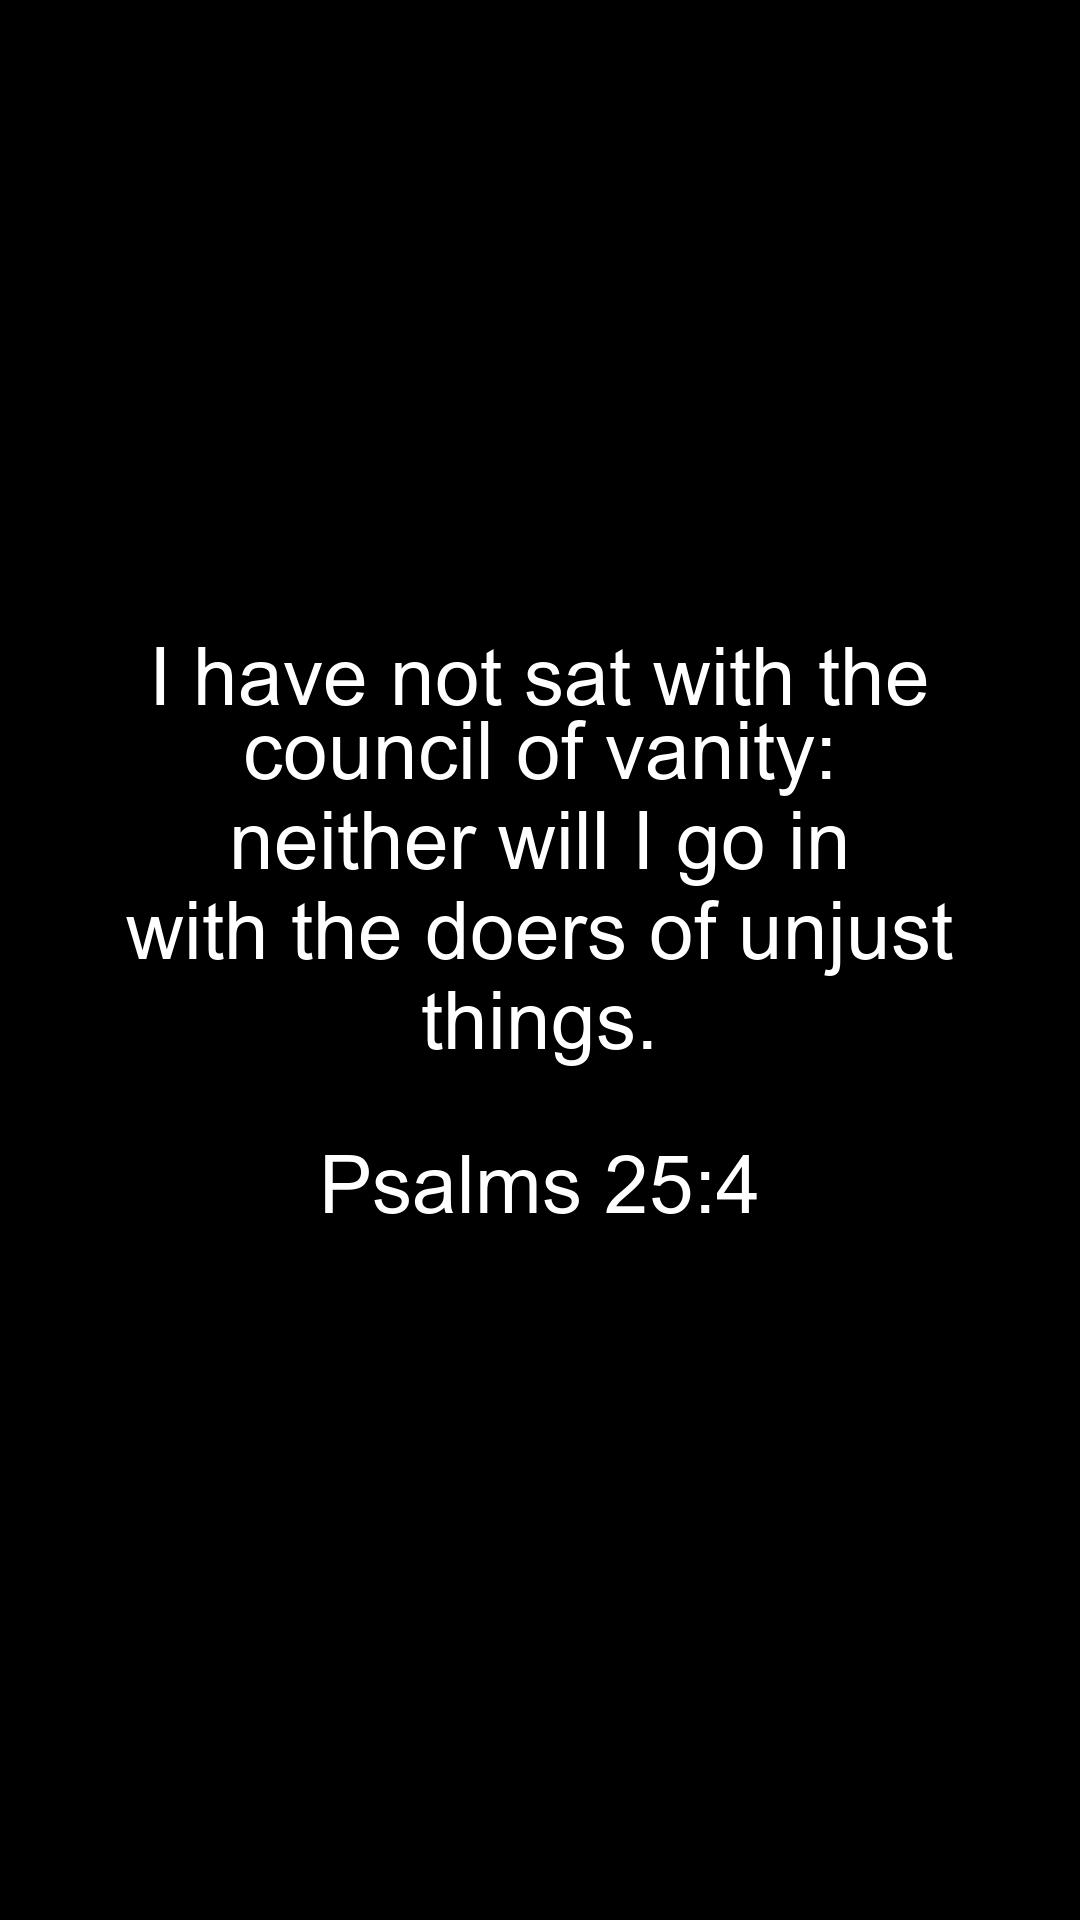 I have not sat with the
council of vanity:
neither will I go in
with the doers of unjust
things.
Psalms 25:4